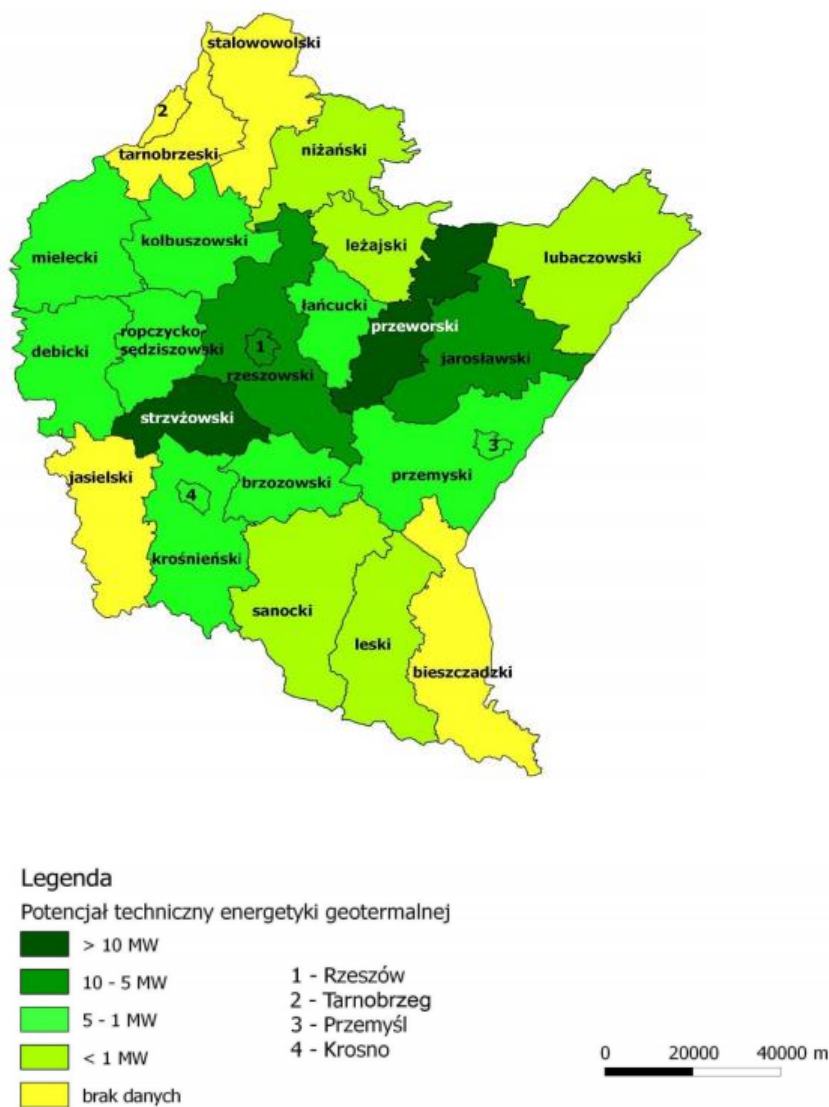 stalowowolski
2
tarnobrzeski
niżański
kolbuszowski
leżajski
mielecki
lubaczowski
łańcucki
ropczycko-
sędziszowski
przeworski
debicki
1
rzeszowski
jarosławski
strzyżowski
3
jasielski
brzozowski
przemyski
4
krośnieński
sanocki
leski
bieszczadzki
Legenda
Potencjał techniczny energetyki geotermalnej
> 10 MW
10 - 5 MW
5 - 1 MW
< 1 MW
brak danych
1 - Rzeszów
2 - Tarnobrzeg
3 - Przemyśl
4 - Krosno
0 20000 40000 m